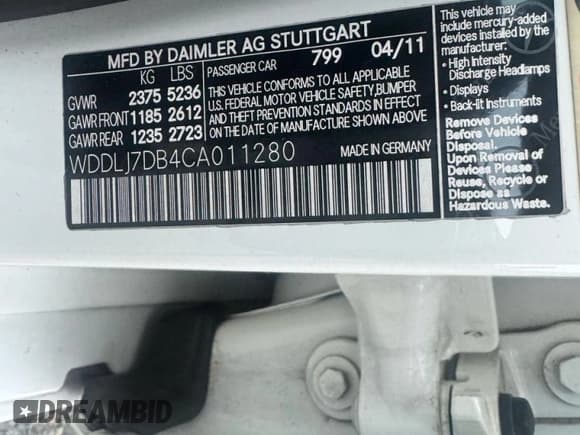 MFD BY DAIMLER AG STUTTGART
KG LBS PASSENGER CAR 799 04/11
GVWR 2375 5236
GAWR FRONT 1185 2612
GAWR REAR 1235 2723
THIS VEHICLE CONFORMS TO ALL APPLICABLE
U.S. FEDERAL MOTOR VEHICLE SAFETY, BUMPER
AND THEFT PREVENTION STANDARDS IN EFFECT
ON THE DATE OF MANUFACTURE SHOWN ABOVE.
WDDLJ7DB4CA011280
MADE IN GERMANY
This vehicle may
include mercury-added
devices installed by the
manufacturer:
• High Intensity
Discharge Headlamps
• Displays
• Back-lit Instruments
Remove Devices
Before Vehicle
Disposal.
Upon Removal of
Devices Please
Reuse, Recycle or
Dispose as
Hazardous Waste.
DREAMBID